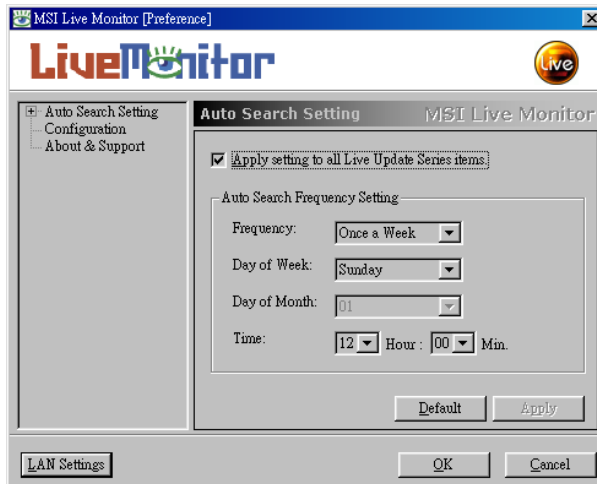 MSI Live Monitor [Preference]
LiveMonitor
Live
Auto Search Setting
Configuration
About & Support
Auto Search Setting MSI Live Monitor
Apply setting to all Live Update Series items.
Auto Search Frequency Setting
Frequency: Once a Week
Day of Week: Sunday
Day of Month: 01
Time: 12 Hour : 00 Min.
Default Apply
LAN Settings OK Cancel